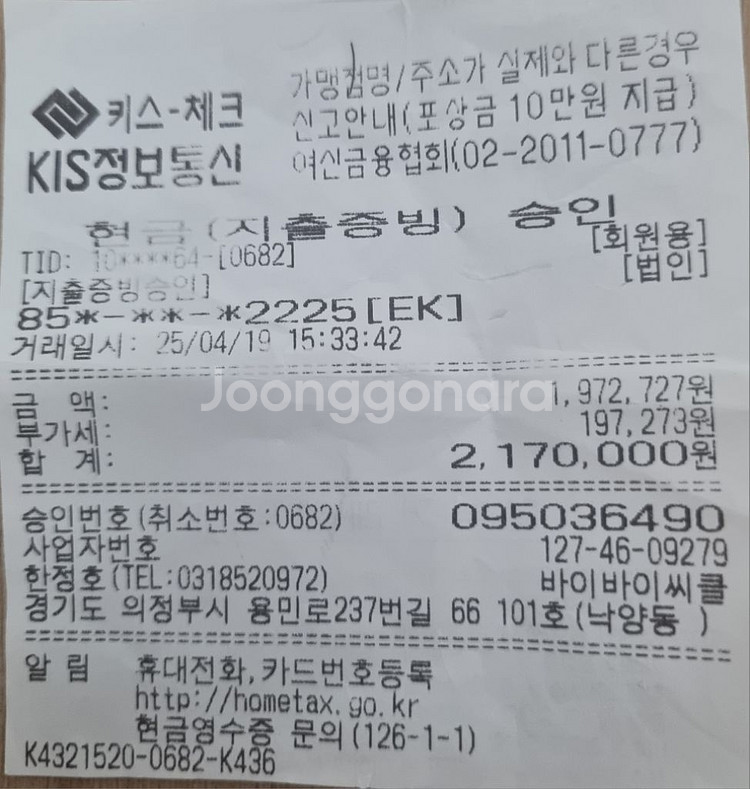 키스-체크
KIS정보통신
가맹점명/주소가 실제와 다른경우
신고안내(포상금 10만원 지급)
여신금융협회(02-2011-0777)
현금(지출증빙) 승인
[회원용]
TID: 10****64-[0682]
[법인]
[지출증빙승인]
85*-**-*2225[EK]
거래일시: 25/04/19 15:33:42
Joonggonara
금 액: 1,972,727원
부가세: 197,273원
합 계: 2,170,000원
승인번호(취소번호:0682) 095036490
사업자번호 127-46-09279
한정호(TEL:0318520972) 바이바이씨클
경기도 의정부시 용민로237번길 66 101호(낙양동 )
알 림 휴대전화,카드번호등록
http://hometax.go.kr
현금영수증 문의(126-1-1)
K4321520-0682-K436